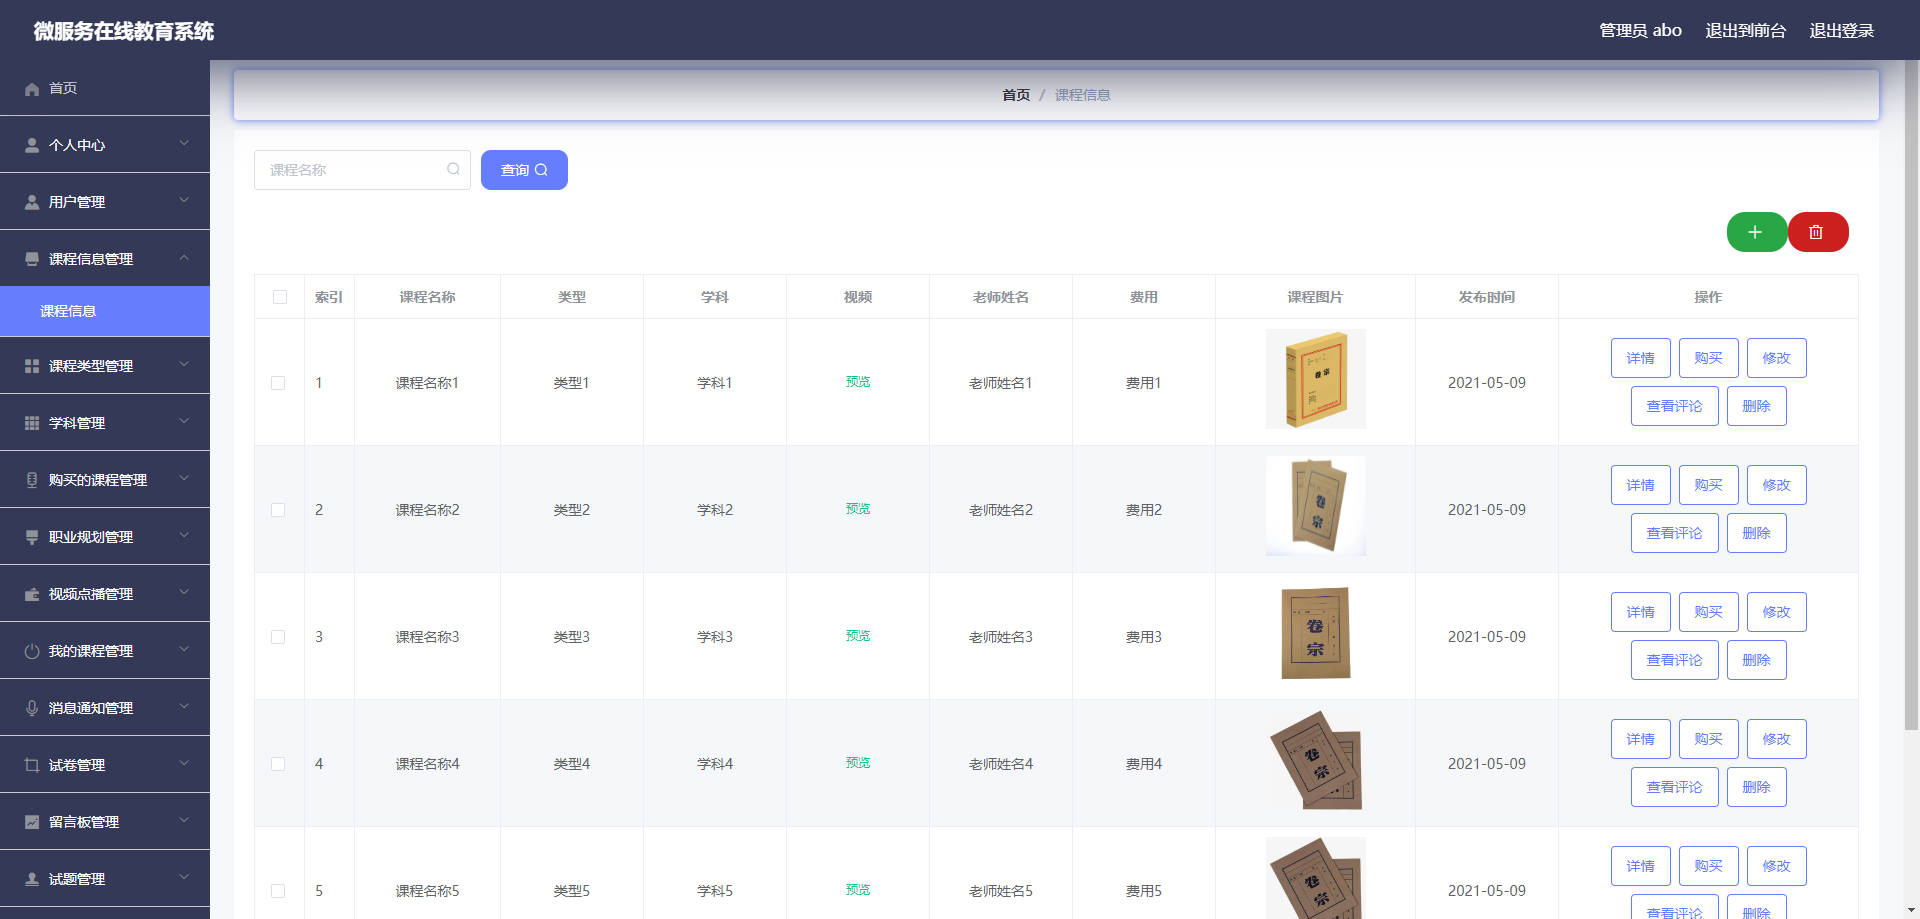 微服务在线教育系统
管理员 abo 退出到前台 退出登录
首页
个人中心
用户管理
课程信息管理
课程信息
课程类型管理
学科管理
购买的课程管理
职业规划管理
视频点播管理
我的课程管理
消息通知管理
试卷管理
留言板管理
试题管理
首页 / 课程信息
课程名称 查询
索引 课程名称 类型 学科 视频 老师姓名 费用 课程图片 发布时间 操作
1 课程名称1 类型1 学科1 预览 老师姓名1 费用1 卷宗 2021-05-09 详情 购买 修改
查看评论 删除
2 课程名称2 类型2 学科2 预览 老师姓名2 费用2 卷宗 2021-05-09 详情 购买 修改
查看评论 删除
3 课程名称3 类型3 学科3 预览 老师姓名3 费用3 卷宗 2021-05-09 详情 购买 修改
查看评论 删除
4 课程名称4 类型4 学科4 预览 老师姓名4 费用4 卷宗 2021-05-09 详情 购买 修改
查看评论 删除
5 课程名称5 类型5 学科5 预览 老师姓名5 费用5 卷宗 2021-05-09 详情 购买 修改
查看评论 删除